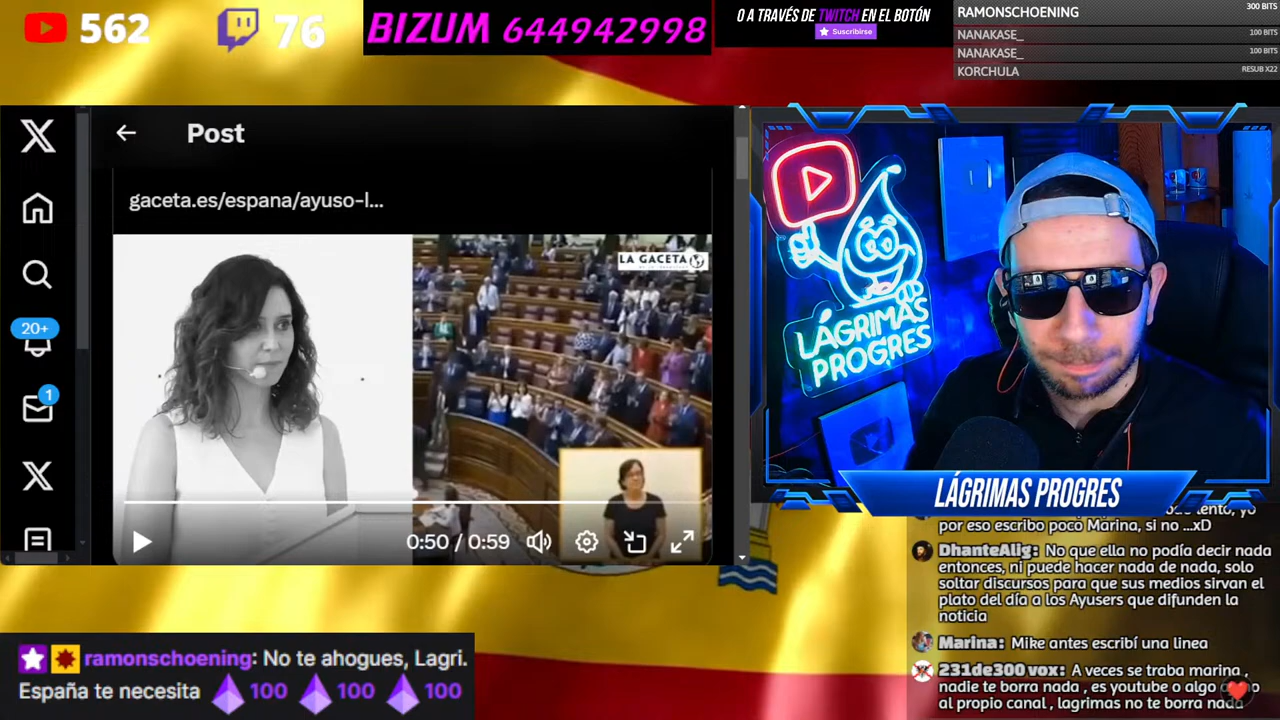 562
76
BIZUM 644942998
O A TRAVÉS DE TWITCH EN EL BOTÓN
Suscribirse
RAMONSCHOENING 300 BITS
NANAKASE_ 100 BITS
NANAKASE_ 100 BITS
KORCHULA RESUB X22
Post
gaceta.es/espana/ayuso-l...
20+
1
LA GACETA
0:50 / 0:59
LÁGRIMAS
PROGRES
LÁGRIMAS PROGRES
por eso escribo poco Marina, si no ...xD
DhanteAlig: No que ella no podía decir nada
entonces, ni puede hacer nada de nada, solo
soltar discursos para que sus medios sirvan el
plato del día a los Ayusers que difunden la
noticia
Marina: Mike antes escribí una linea
231de300 vox: A veces se traba marina ,
nadie te borra nada , es youtube o algo
al propio canal , lagrimas no te borra nada
ramonschoening: No te ahogues, Lagri.
España te necesita 100 100 100